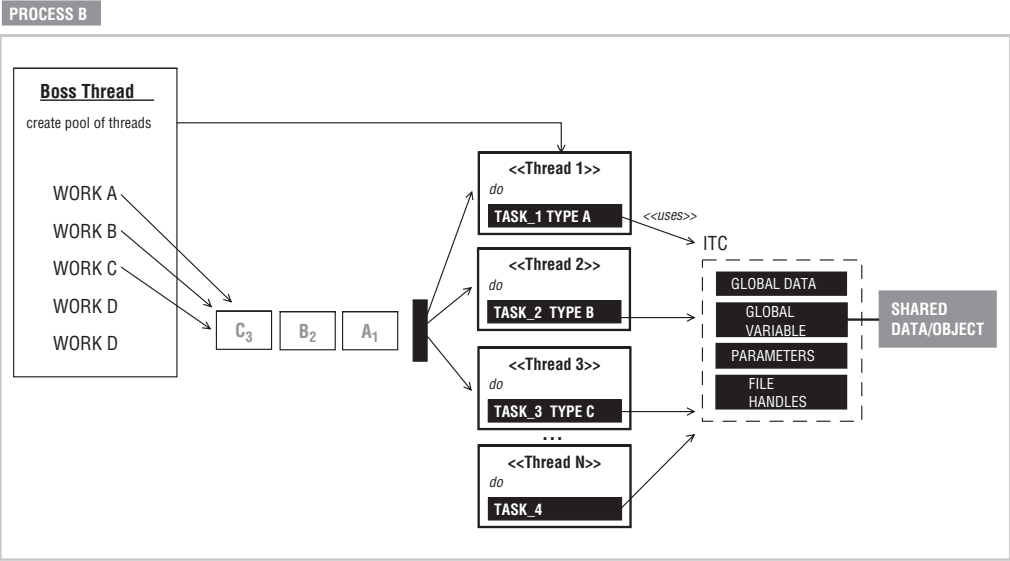 PROCESS B
Boss Thread
create pool of threads
WORK A
WORK B
WORK C
WORK D
WORK D
C3
B2
A1
<<Thread 1>>
do
TASK_1 TYPE A
<<Thread 2>>
do
TASK_2 TYPE B
<<Thread 3>>
do
TASK_3 TYPE C
...
<<Thread N>>
do
TASK_4
<<uses>>
ITC
GLOBAL DATA
GLOBAL
VARIABLE
PARAMETERS
FILE
HANDLES
SHARED
DATA/OBJECT